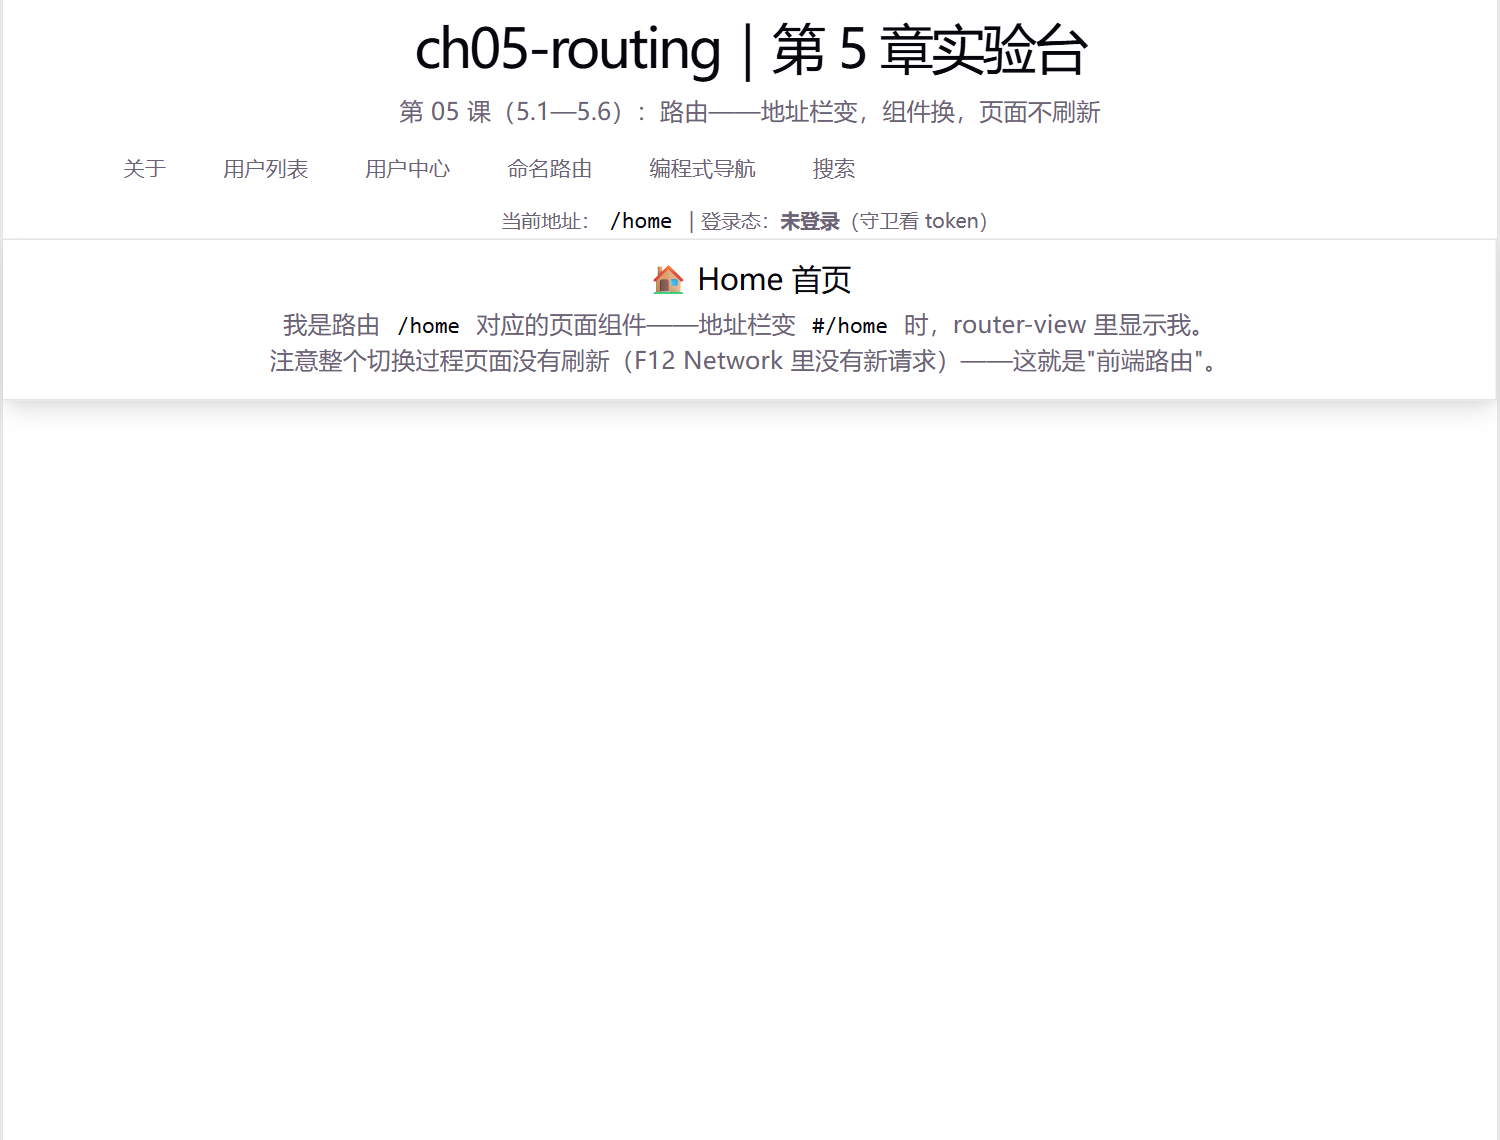 ch05-routing | 第 5 章实验台
第 05 课（5.1—5.6）：路由——地址栏变，组件换，页面不刷新
关于 用户列表 用户中心 命名路由 编程式导航 搜索
当前地址： /home | 登录态：未登录（守卫看 token）
🏠 Home 首页
我是路由 /home 对应的页面组件——地址栏变 #/home 时，router-view 里显示我。
注意整个切换过程页面没有刷新（F12 Network 里没有新请求）——这就是"前端路由"。